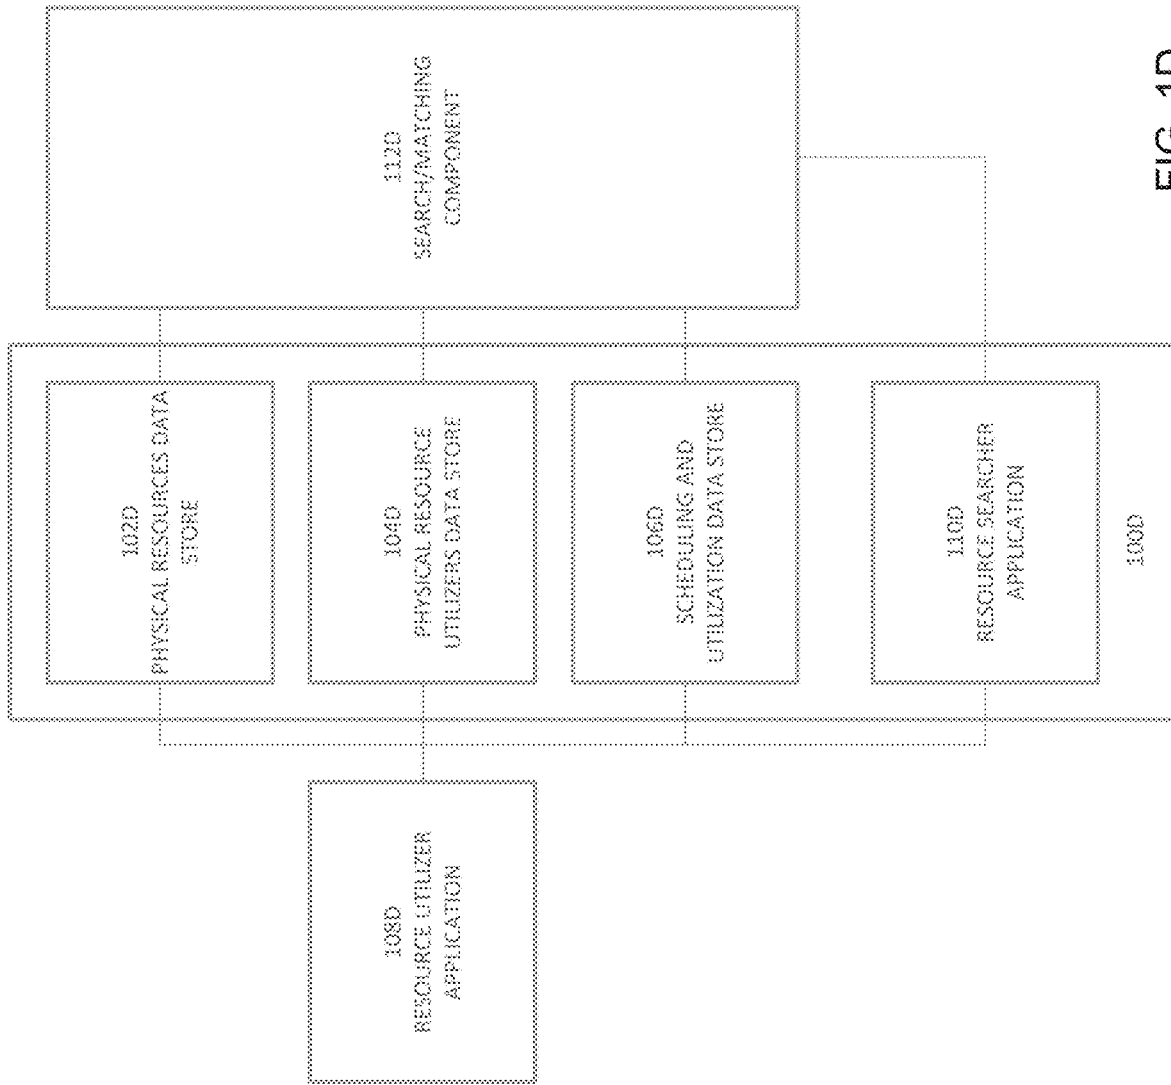 112D
SEARCH/MATCHING
COMPONENT
102D
PHYSICAL RESOURCES DATA
STORE
104D
PHYSICAL RESOURCE
UTILIZERS DATA STORE
106D
SCHEDULING AND
UTILIZATION DATA STORE
110D
RESOURCE SEARCHER
APPLICATION
100D
108D
RESOURCE UTILIZER
APPLICATION
FIG. 1D